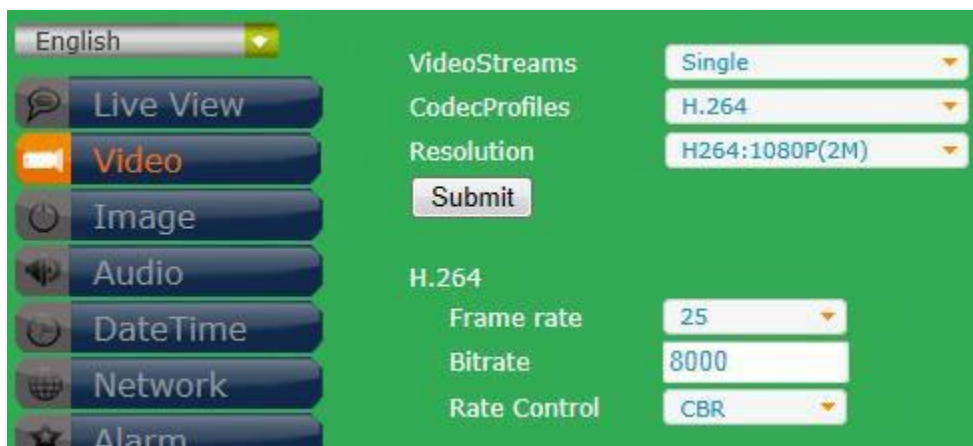 English
Live View
Video
Image
Audio
DateTime
Network
Alarm
VideoStreams Single
CodecProfiles H.264
Resolution H264:1080P(2M)
Submit
H.264
Frame rate 25
Bitrate 8000
Rate Control CBR